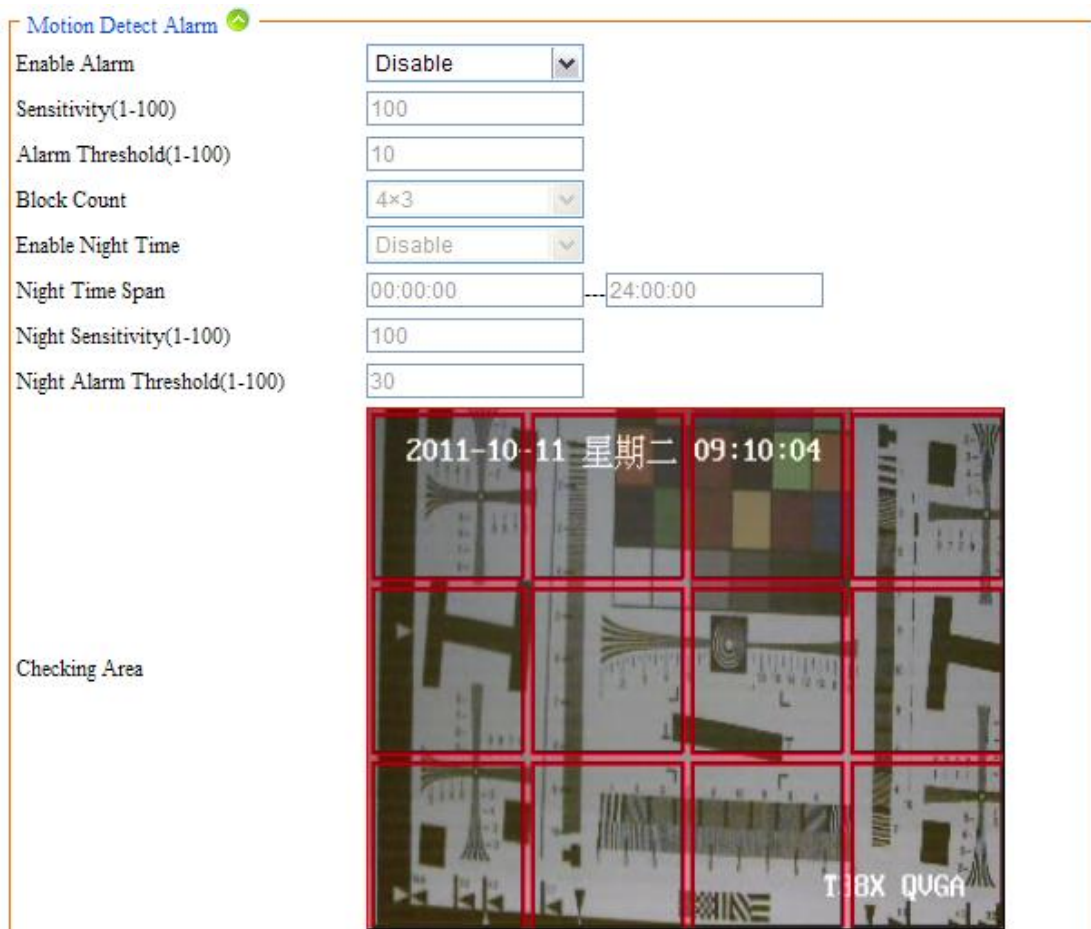 Motion Detect Alarm
Enable Alarm Disable
Sensitivity(1-100) 100
Alarm Threshold(1-100) 10
Block Count 4×3
Enable Night Time Disable
Night Time Span 00:00:00 --- 24:00:00
Night Sensitivity(1-100) 100
Night Alarm Threshold(1-100) 30
2011-10-11 星期二 09:10:04
Checking Area
QVGA